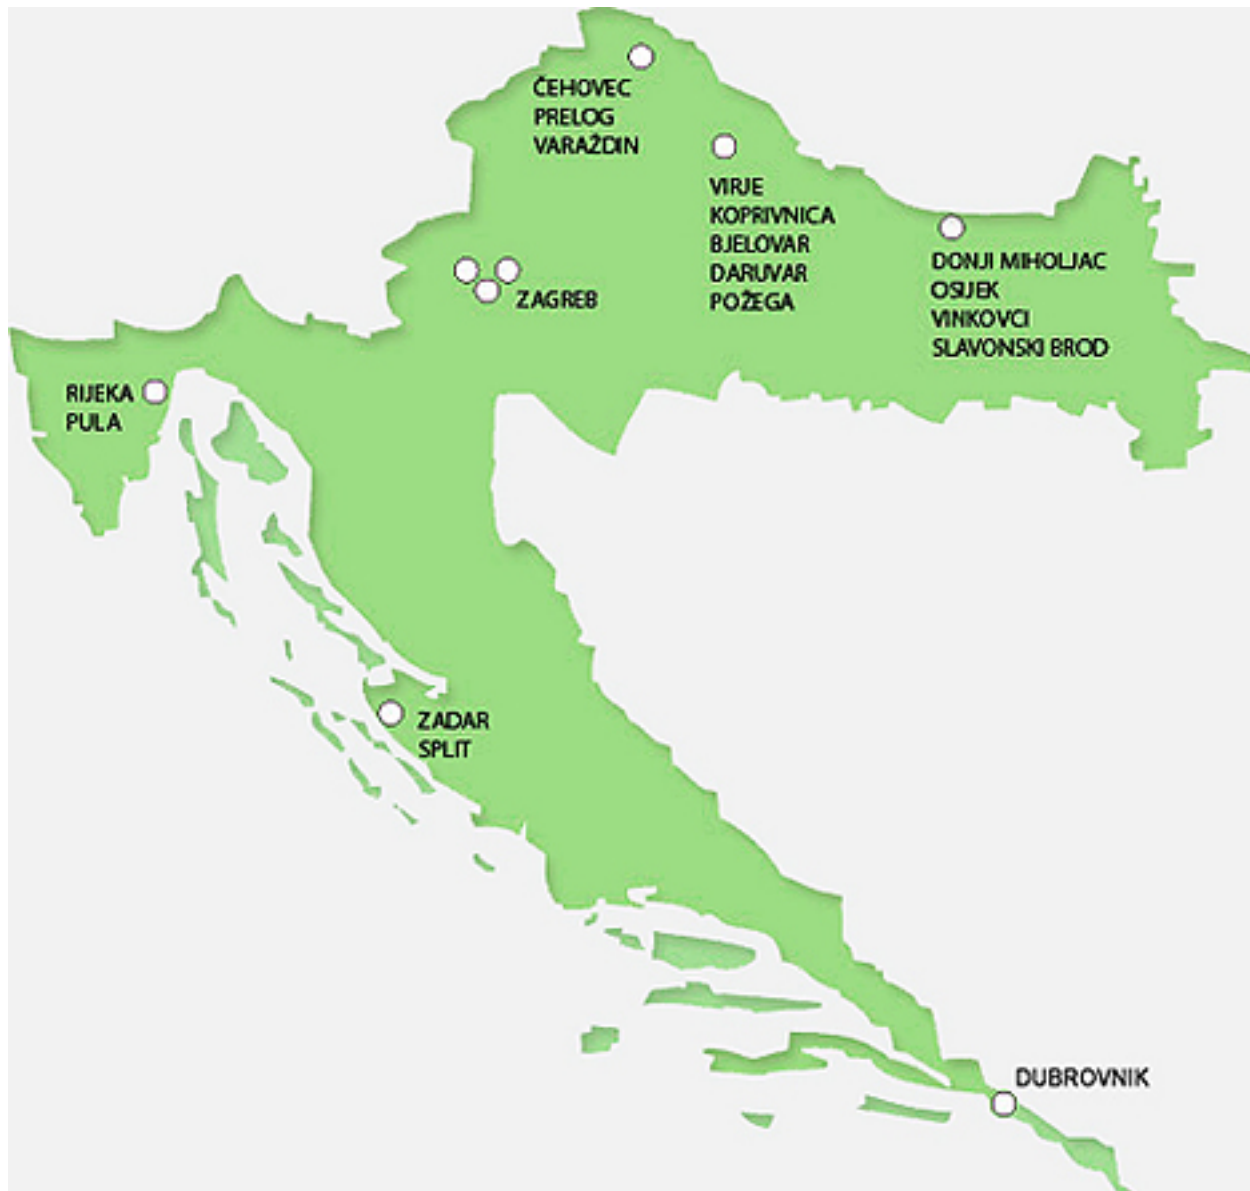 ČEHOVEC
PRELOG
VARAŽDIN
VIRJE
KOPRIVNICA
BJELOVAR
DARUVAR
POŽEGA
DONJI MIHOLJAC
OSIJEK
VINKOVCI
SLAVONSKI BROD
ZAGREB
RIJEKA
PULA
ZADAR
SPLIT
DUBROVNIK